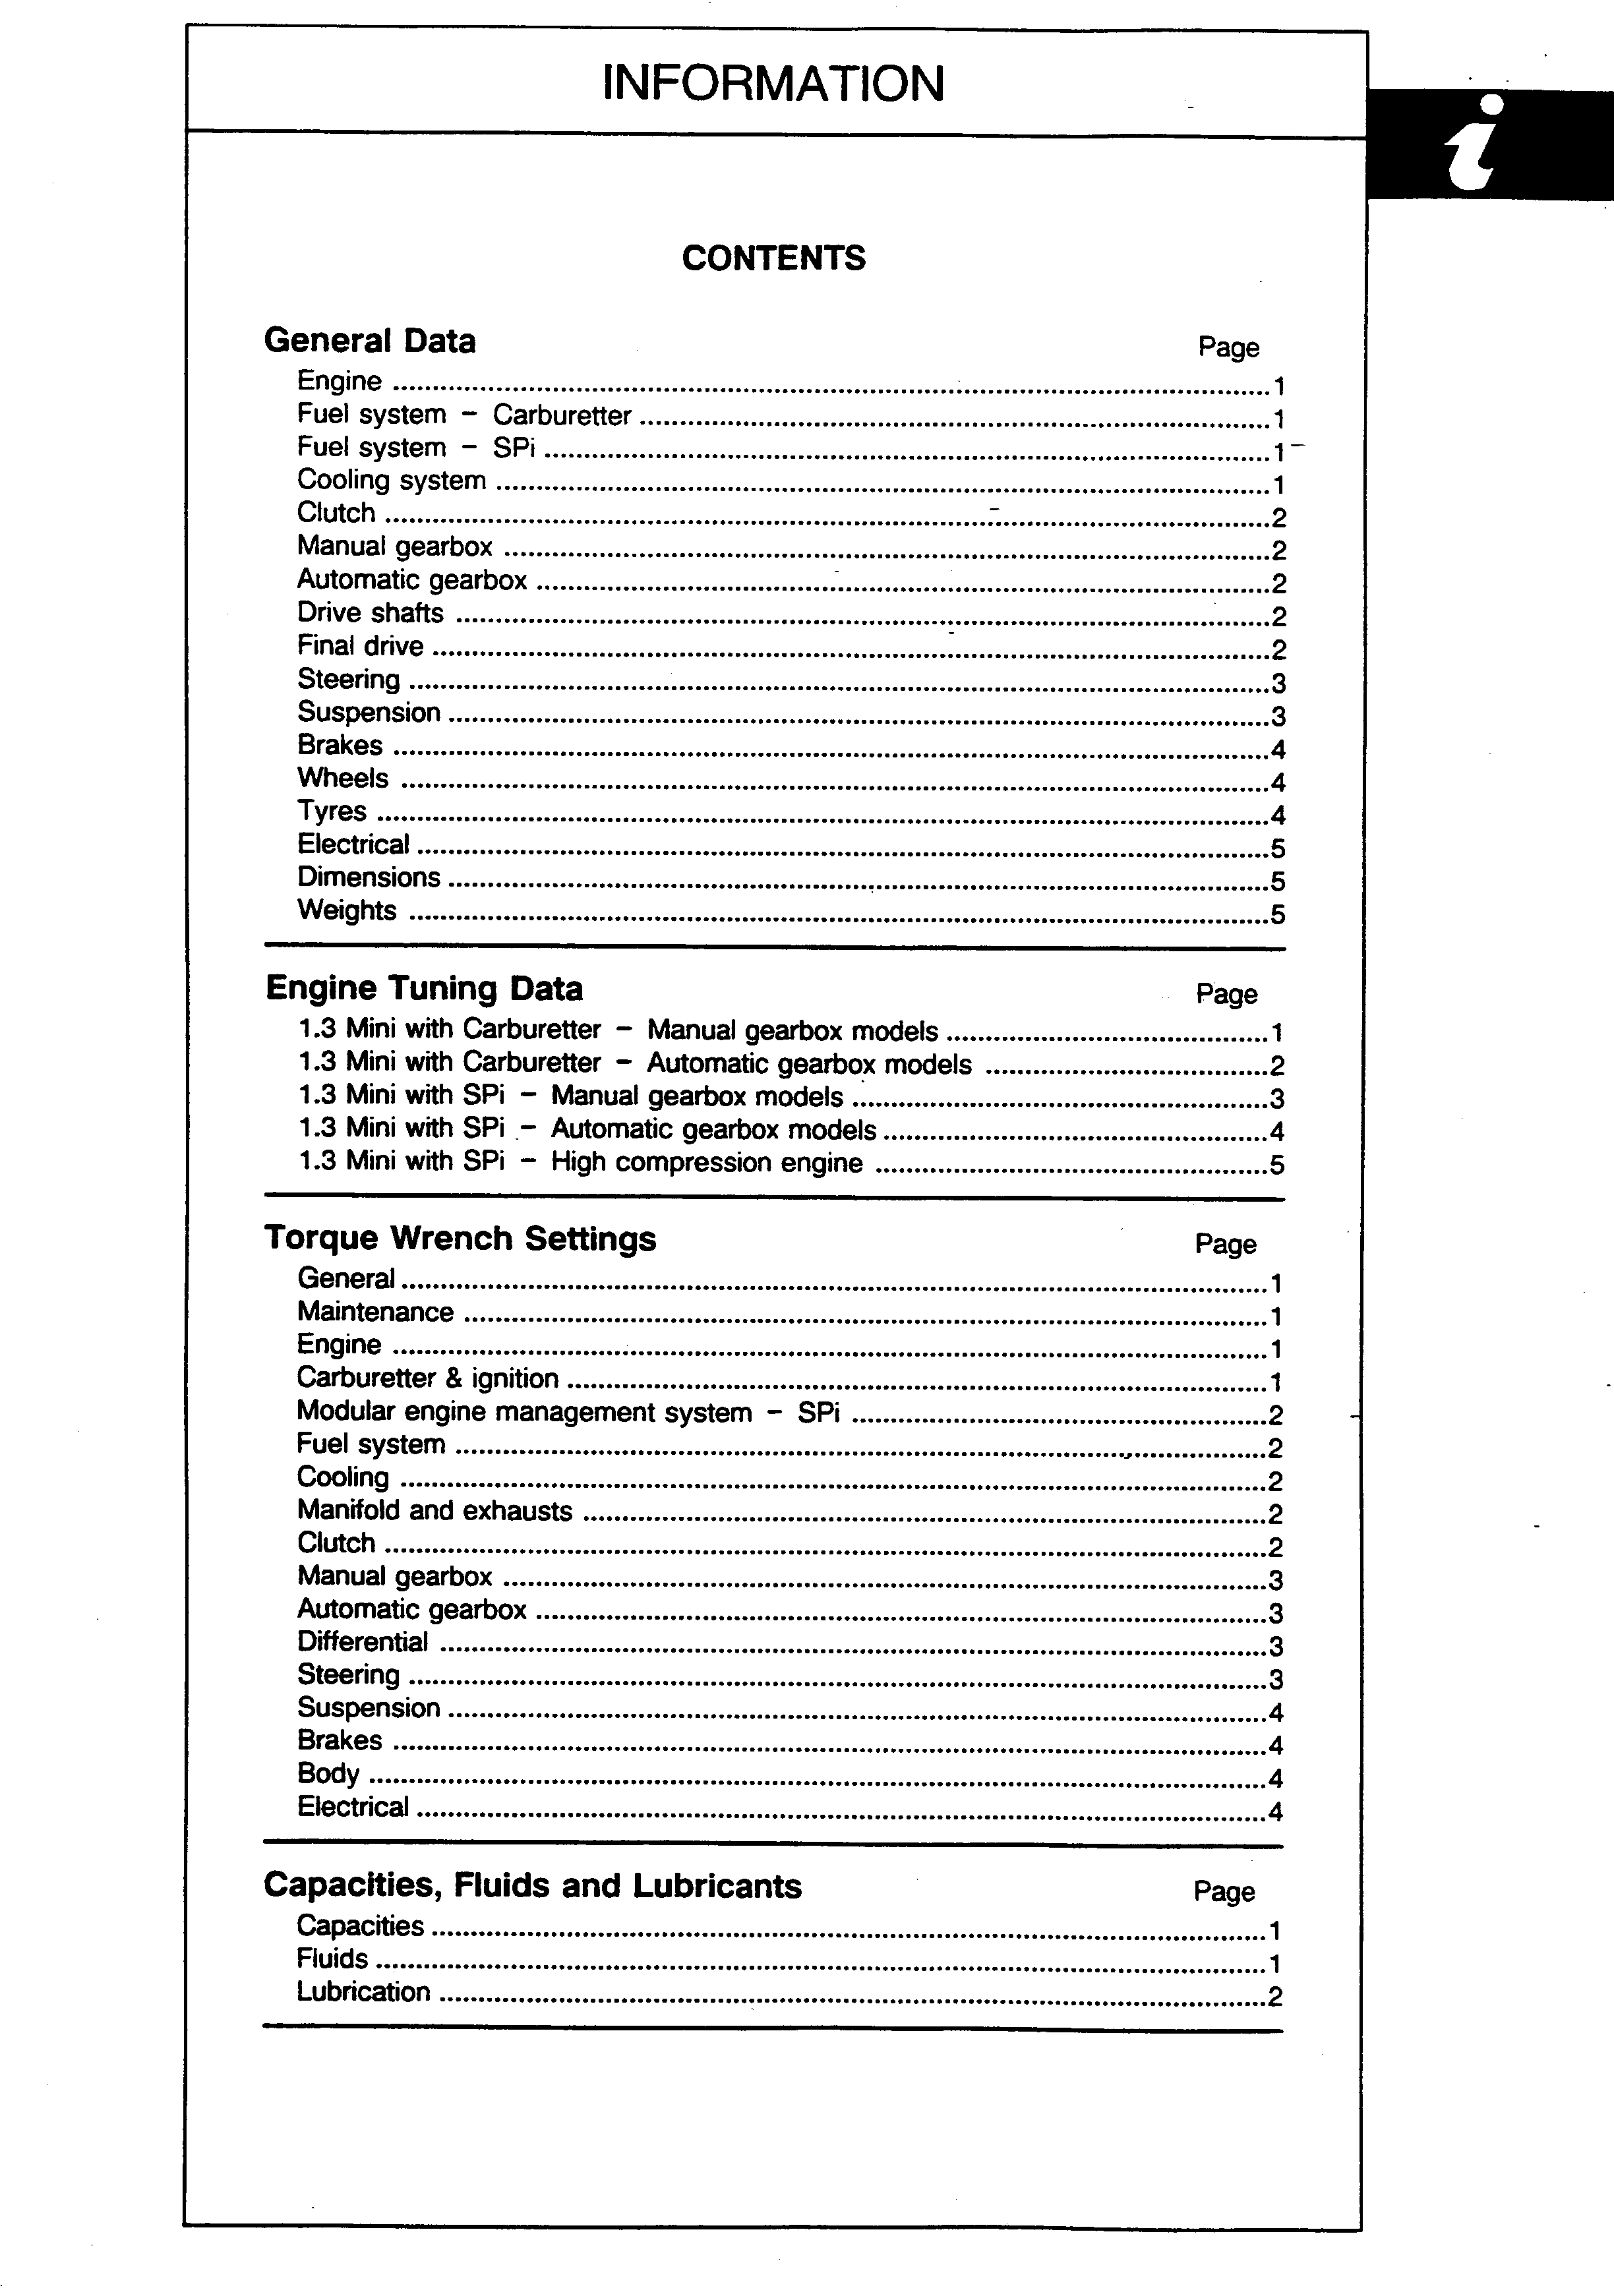 INFORMATION
i
CONTENTS
General Data Page
Engine ........................................ 1
Fuel system – Carburetter ........................................ 1
Fuel system – SPi ........................................ 1
Cooling system ........................................ 1
Clutch ........................................ 2
Manual gearbox ........................................ 2
Automatic gearbox ........................................ 2
Drive shafts ........................................ 2
Final drive ........................................ 2
Steering ........................................ 3
Suspension ........................................ 3
Brakes ........................................ 4
Wheels ........................................ 4
Tyres ........................................ 4
Electrical ........................................ 5
Dimensions ........................................ 5
Weights ........................................ 5
Engine Tuning Data Page
1.3 Mini with Carburetter – Manual gearbox models ........................................ 1
1.3 Mini with Carburetter – Automatic gearbox models ........................................ 2
1.3 Mini with SPi – Manual gearbox models ........................................ 3
1.3 Mini with SPi – Automatic gearbox models ........................................ 4
1.3 Mini with SPi – High compression engine ........................................ 5
Torque Wrench Settings Page
General ........................................ 1
Maintenance ........................................ 1
Engine ........................................ 1
Carburetter & ignition ........................................ 1
Modular engine management system – SPi ........................................ 2
Fuel system ........................................ 2
Cooling ........................................ 2
Manifold and exhausts ........................................ 2
Clutch ........................................ 2
Manual gearbox ........................................ 3
Automatic gearbox ........................................ 3
Differential ........................................ 3
Steering ........................................ 3
Suspension ........................................ 4
Brakes ........................................ 4
Body ........................................ 4
Electrical ........................................ 4
Capacities, Fluids and Lubricants Page
Capacities ........................................ 1
Fluids ........................................ 1
Lubrication ........................................ 2